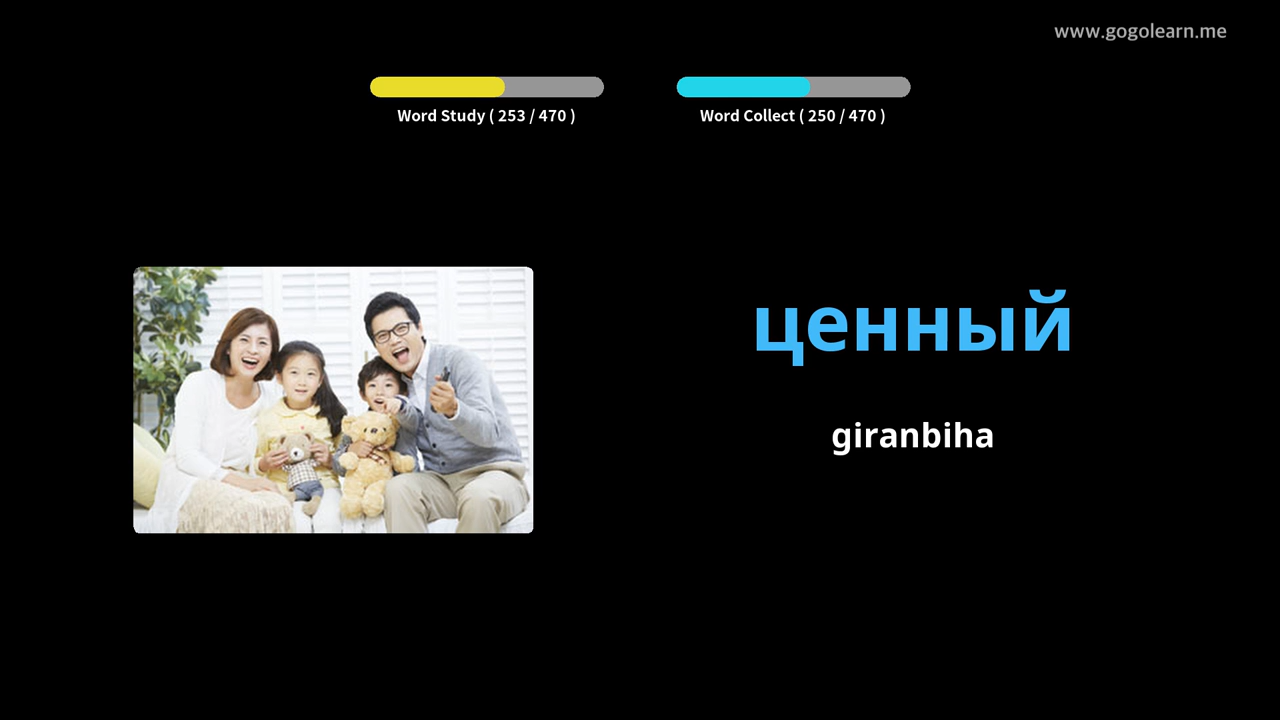 www.gogolearn.me
Word Study ( 253 / 470 )
Word Collect ( 250 / 470 )
ценный
giranbiha